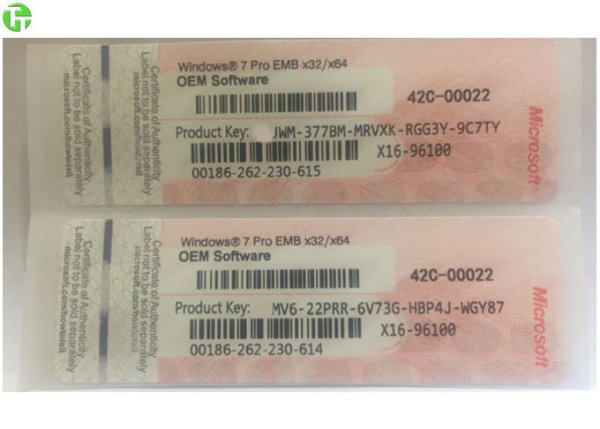 Certificate of Authenticity
Label not to be sold separately
microsoft.com/howtotell
Windows® 7 Pro EMB x32/x64
OEM Software
42C-00022
Product Key: JWM-377BM-MRVXK-RGG3Y-9C7TY
X16-96100
00186-262-230-615
Microsoft
Certificate of Authenticity
Label not to be sold separately
microsoft.com/howtotell
Windows® 7 Pro EMB x32/x64
OEM Software
42C-00022
Product Key: MV6-22PRR-6V73G-HBP4J-WGY87
X16-96100
00186-262-230-614
Microsoft